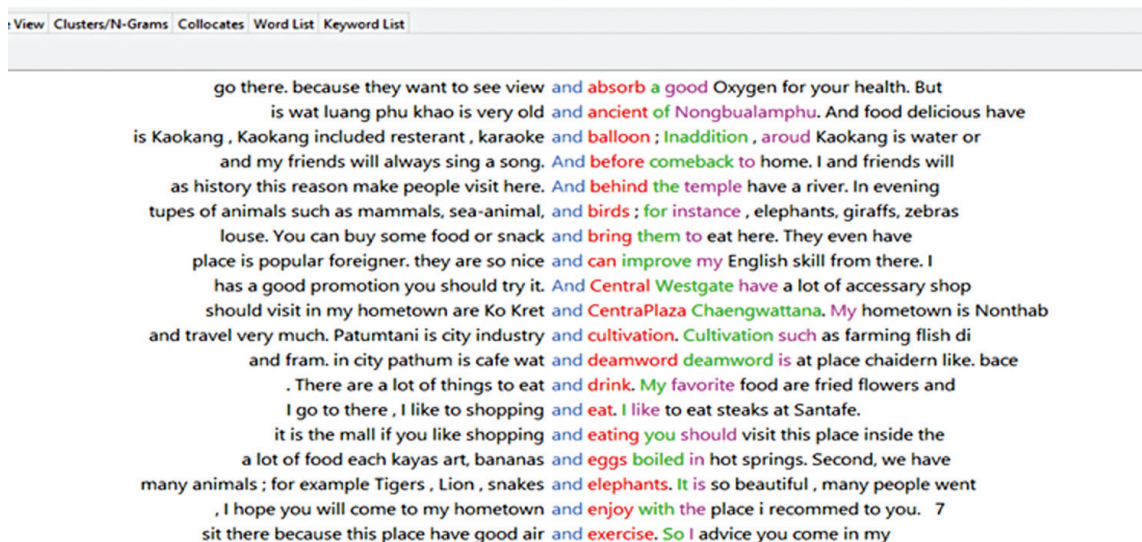 View Clusters/N-Grams Collocates Word List Keyword List
go there. because they want to see view and absorb a good Oxygen for your health. But
is wat luang phu khao is very old and ancient of Nongbualamphu. And food delicious have
is Kaokang , Kaokang included resterant , karaoke and balloon ; Inaddition , aroud Kaokang is water or
and my friends will always sing a song. And before comeback to home. I and friends will
as history this reason make people visit here. And behind the temple have a river. In evening
tupes of animals such as mammals, sea-animal, and birds ; for instance , elephants, giraffs, zebras
louse. You can buy some food or snack and bring them to eat here. They even have
place is popular foreigner. they are so nice and can improve my English skill from there. I
has a good promotion you should try it. And Central Westgate have a lot of accessary shop
should visit in my hometown are Ko Kret and CentraPlaza Chaengwattana. My hometown is Nonthab
and travel very much. Patumtani is city industry and cultivation. Cultivation such as farming flish di
and fram. in city pathum is cafe wat and deamword deamword is at place chaidern like. bace
. There are a lot of things to eat and drink. My favorite food are fried flowers and
I go to there , I like to shopping and eat. I like to eat steaks at Santafe.
it is the mall if you like shopping and eating you should visit this place inside the
a lot of food each kayas art, bananas and eggs boiled in hot springs. Second, we have
many animals ; for example Tigers , Lion , snakes and elephants. It is so beautiful , many people went
, I hope you will come to my hometown and enjoy with the place i recommed to you. 7
sit there because this place have good air and exercise. So I advice you come in my